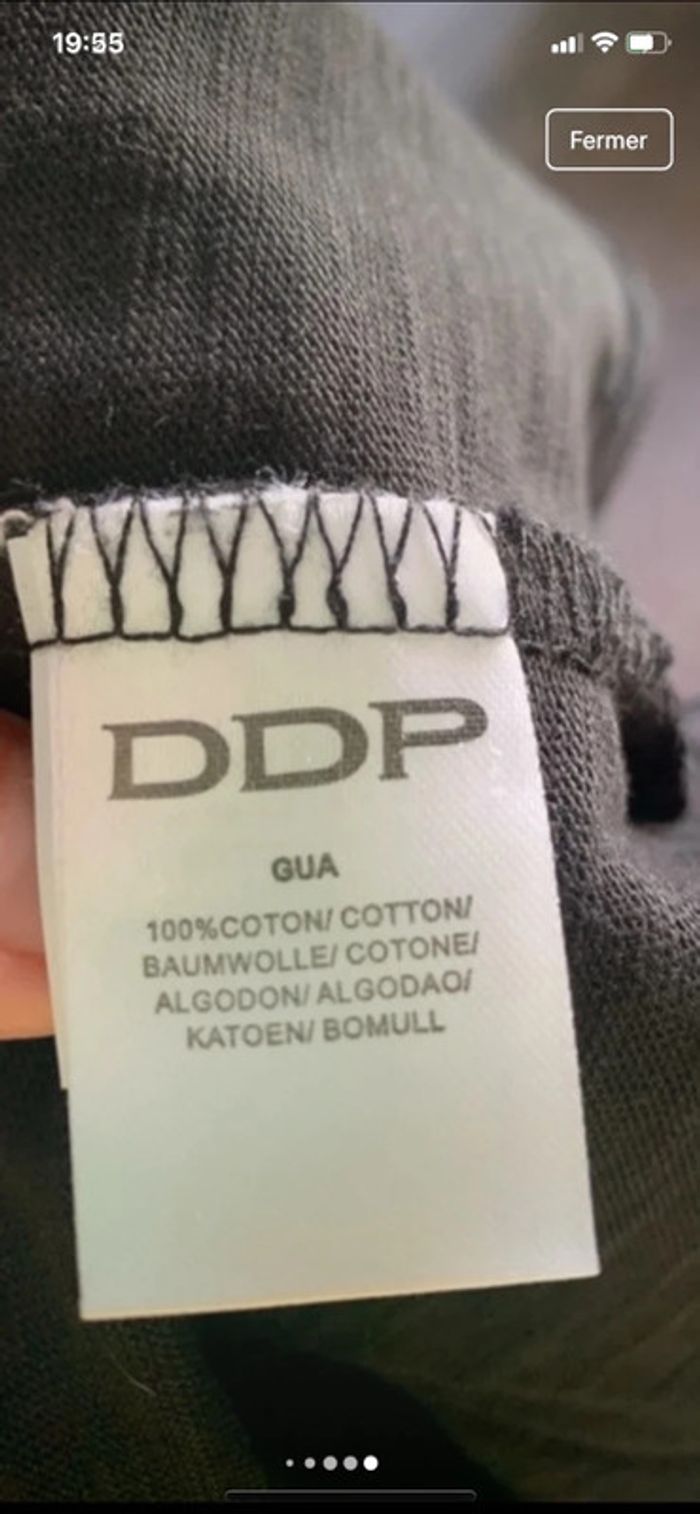 19:55
Fermer
DDP
GUA
100%COTON/ COTTON/
BAUMWOLLE/ COTONE/
ALGODON/ ALGODAO/
KATOEN/ BOMULL